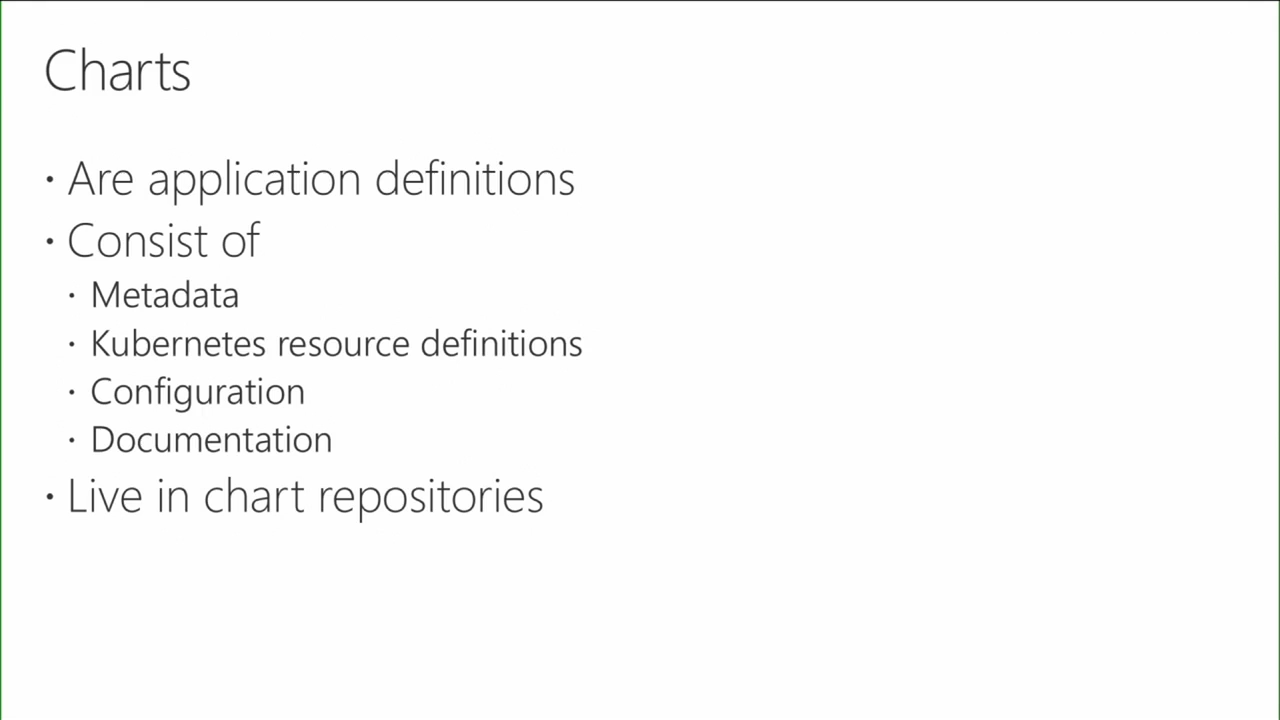 Charts
• Are application definitions
• Consist of
• Metadata
• Kubernetes resource definitions
• Configuration
• Documentation
• Live in chart repositories